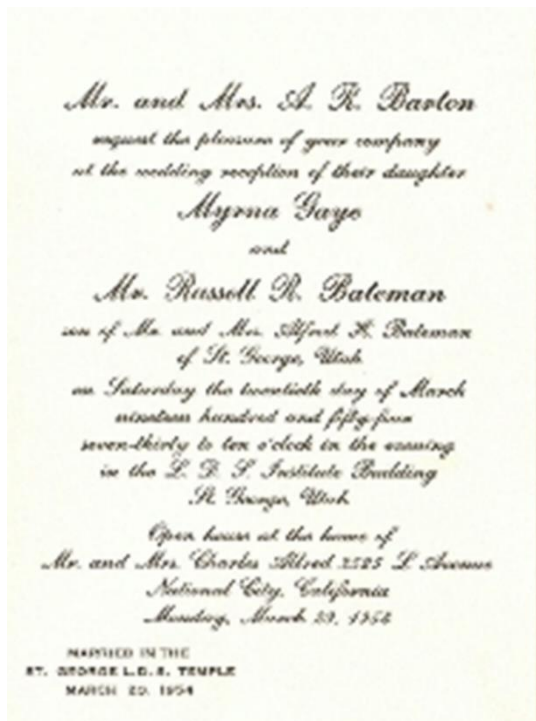 Mr. and Mrs. A. K. Barton
request the pleasure of your company
at the wedding reception of their daughter
Myrna Gaye
and
Mr. Russell R. Bateman
son of Mr. and Mrs. Alfred H. Bateman
of St. George, Utah
on Saturday the twentieth day of March
nineteen hundred and fifty-four
seven-thirty to ten o'clock in the evening
in the L. D. S. Institute Building
St. George, Utah
Open house at the home of
Mr. and Mrs. Charles Allred 2525 L Avenue
National City, California
Monday, March 29, 1954
MARRIED IN THE
ST. GEORGE L.D.S. TEMPLE
MARCH 20, 1954